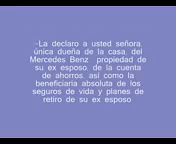 -La declaro a usted señora
única dueña de la casa, del
Mercedes Benz propiedad de
su ex esposo, de la cuenta
de ahorros, así como la
beneficiaria absoluta de los
seguros de vida y planes de
retiro de su ex esposo